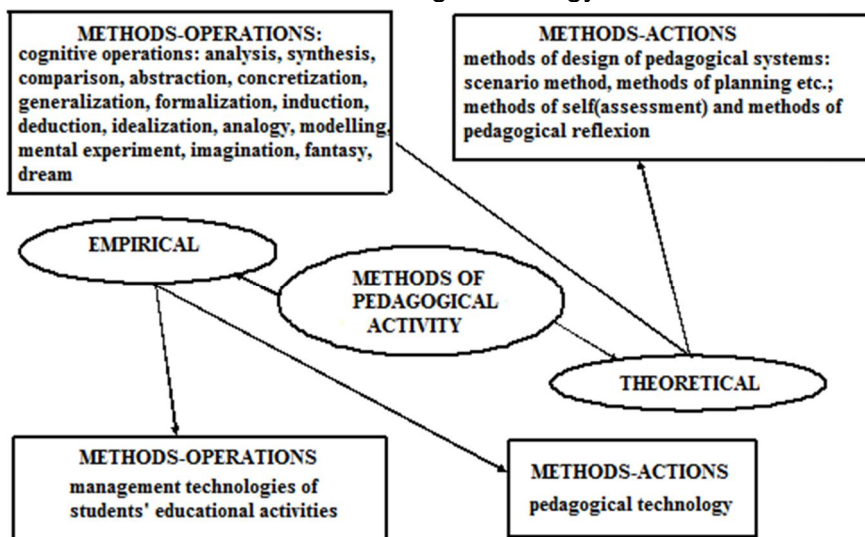 METHODS-OPERATIONS:
cognitive operations: analysis, synthesis,
comparison, abstraction, concretization,
generalization, formalization, induction,
deduction, idealization, analogy, modelling,
mental experiment, imagination, fantasy,
dream
METHODS-ACTIONS
methods of design of pedagogical systems:
scenario method, methods of planning etc.;
methods of self(assessment) and methods of
pedagogical reflexion
EMPIRICAL
METHODS OF
PEDAGOGICAL
ACTIVITY
THEORETICAL
METHODS-OPERATIONS
management technologies of
students' educational activities
METHODS-ACTIONS
pedagogical technology